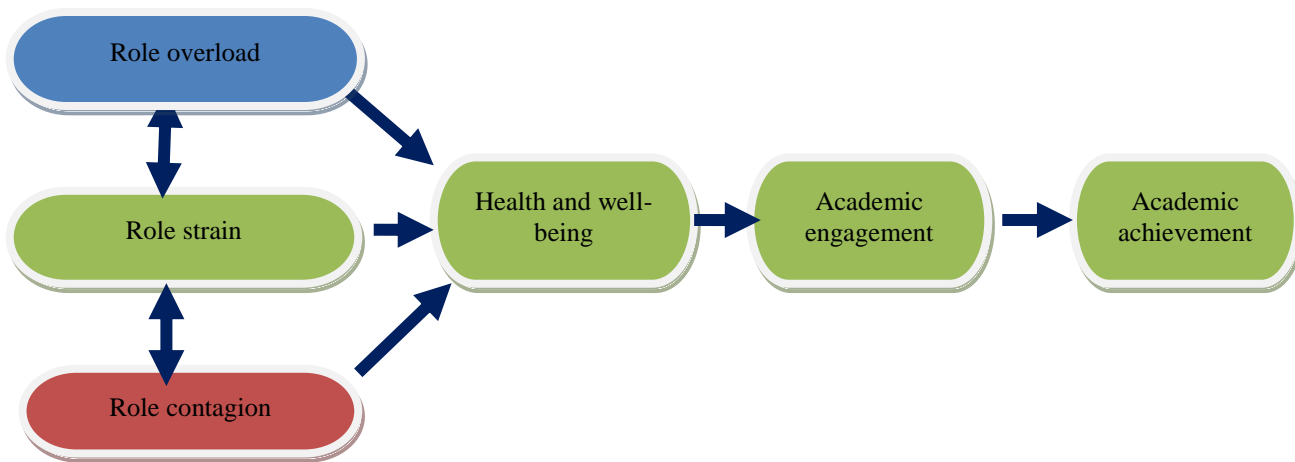 Role overload
Role strain
Role contagion
Health and well-
being
Academic
engagement
Academic
achievement